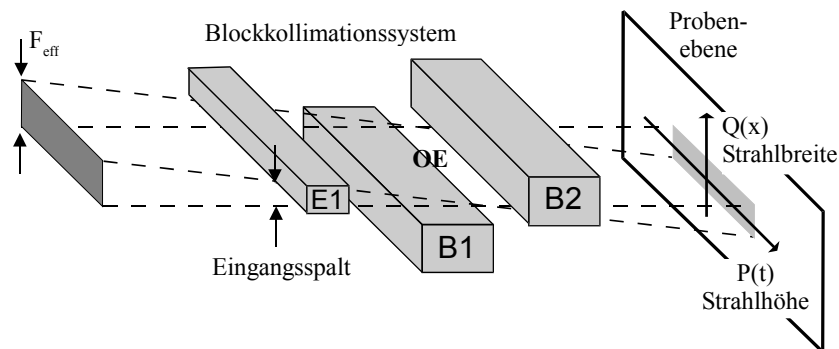 F_eff
Blockkollimationssystem
Proben-
ebene
Q(x)
Strahlbreite
OE
E1
B2
B1
Eingangsspalt
P(t)
Strahlhöhe